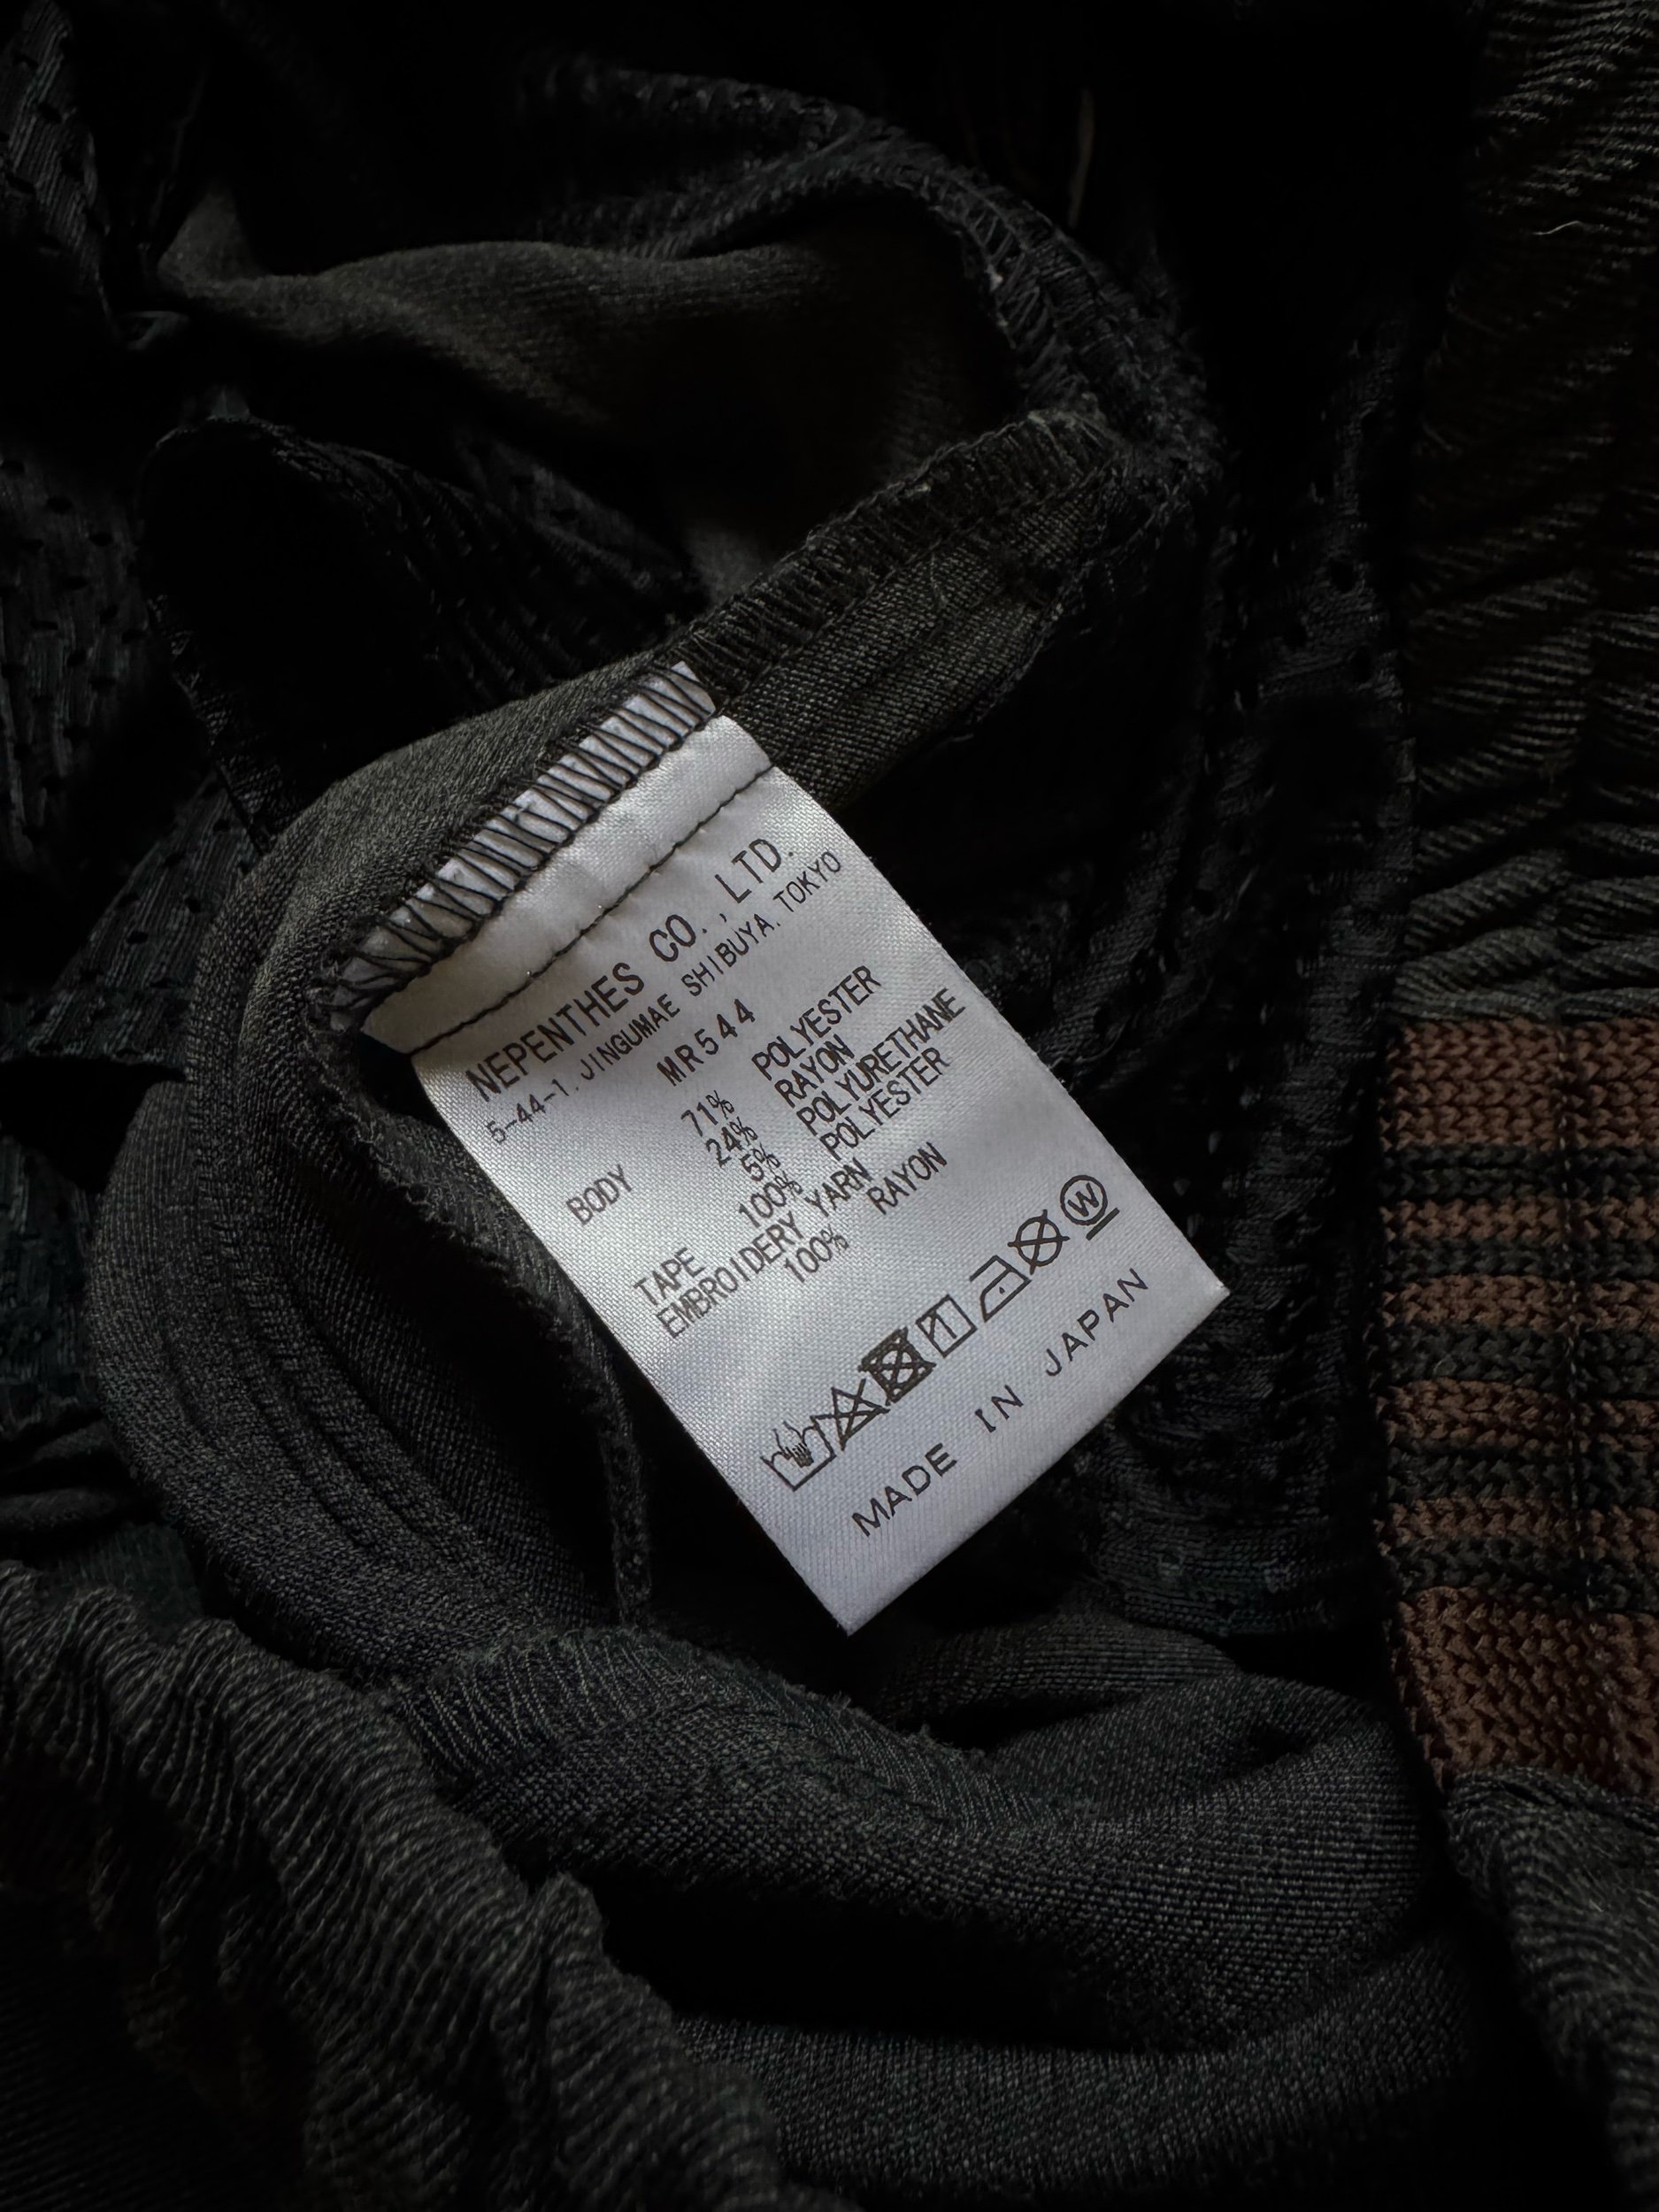 NEPENTHES CO.,LTD.
5-44-1, JINGUMAE SHIBUYA, TOKYO
MR544
BODY 71% POLYESTER
24% RAYON
5% POLYURETHANE
TAPE 100% POLYESTER
EMBROIDERY YARN
100% RAYON
W
MADE IN JAPAN